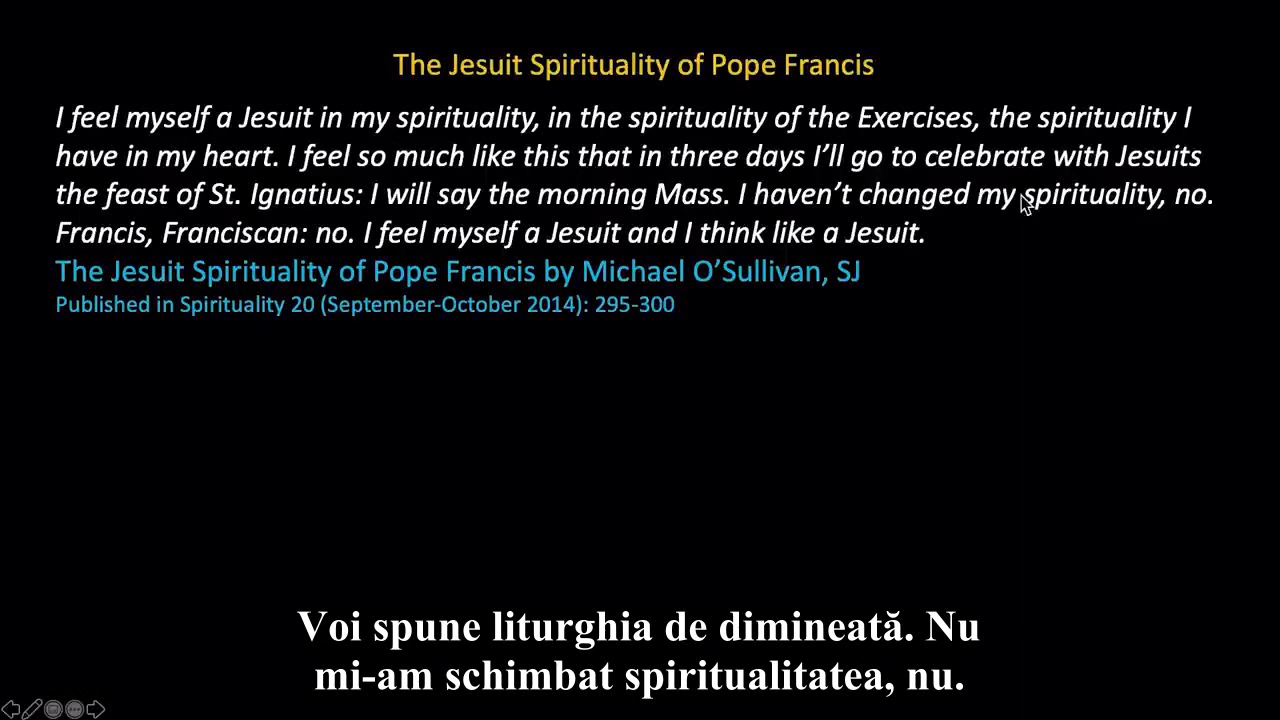 The Jesuit Spirituality of Pope Francis
I feel myself a Jesuit in my spirituality, in the spirituality of the Exercises, the spirituality I
have in my heart. I feel so much like this that in three days I’ll go to celebrate with Jesuits
the feast of St. Ignatius: I will say the morning Mass. I haven’t changed my spirituality, no.
Francis, Franciscan: no. I feel myself a Jesuit and I think like a Jesuit.
The Jesuit Spirituality of Pope Francis by Michael O’Sullivan, SJ
Published in Spirituality 20 (September-October 2014): 295-300
Voi spune liturghia de dimineată. Nu
mi-am schimbat spiritualitatea, nu.